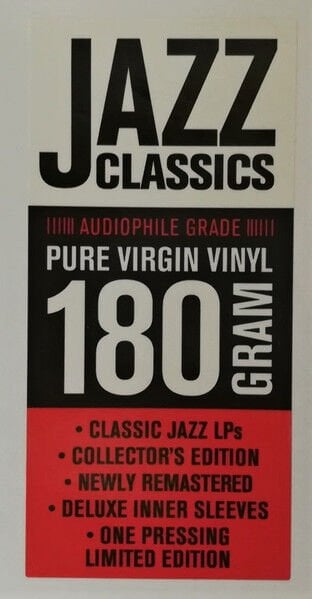 JAZZ
CLASSICS
AUDIOPHILE GRADE
PURE VIRGIN VINYL
180 GRAM
• CLASSIC JAZZ LPs
• COLLECTOR'S EDITION
• NEWLY REMASTERED
• DELUXE INNER SLEEVES
• ONE PRESSING
LIMITED EDITION